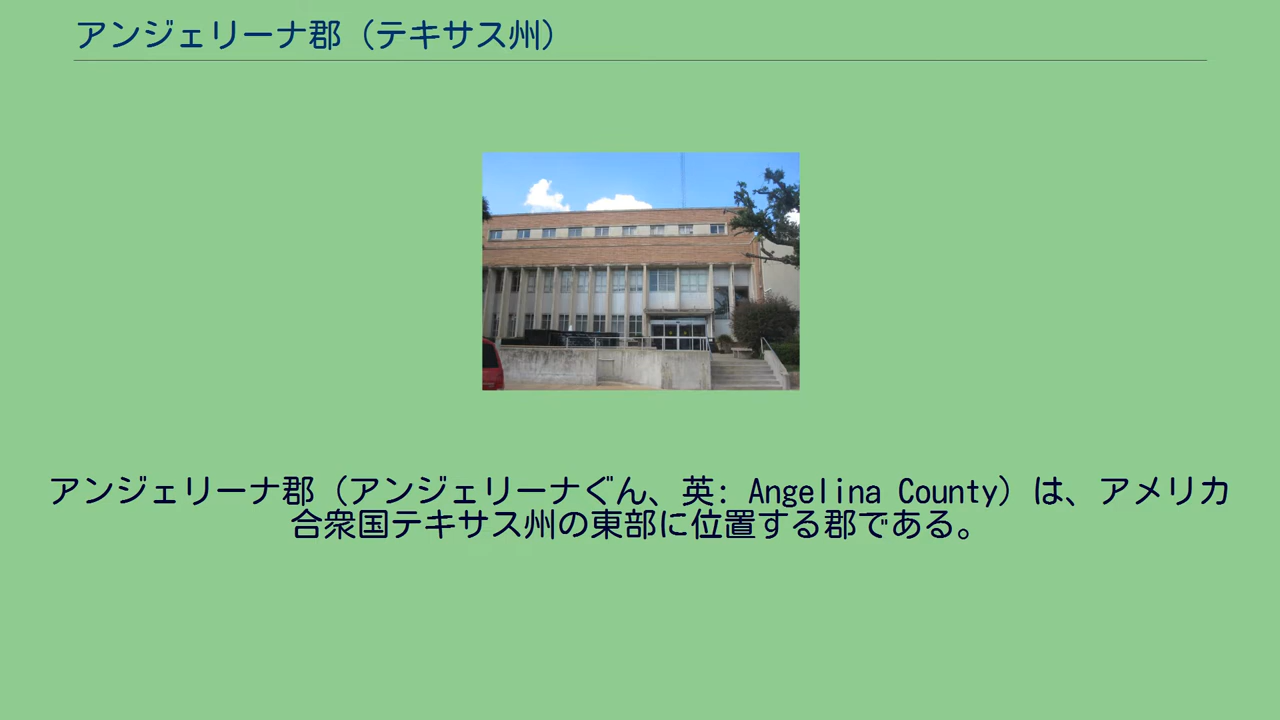 アンジェリーナ郡（テキサス州）
アンジェリーナ郡（アンジェリーナぐん、英: Angelina County）は、アメリカ
合衆国テキサス州の東部に位置する郡である。